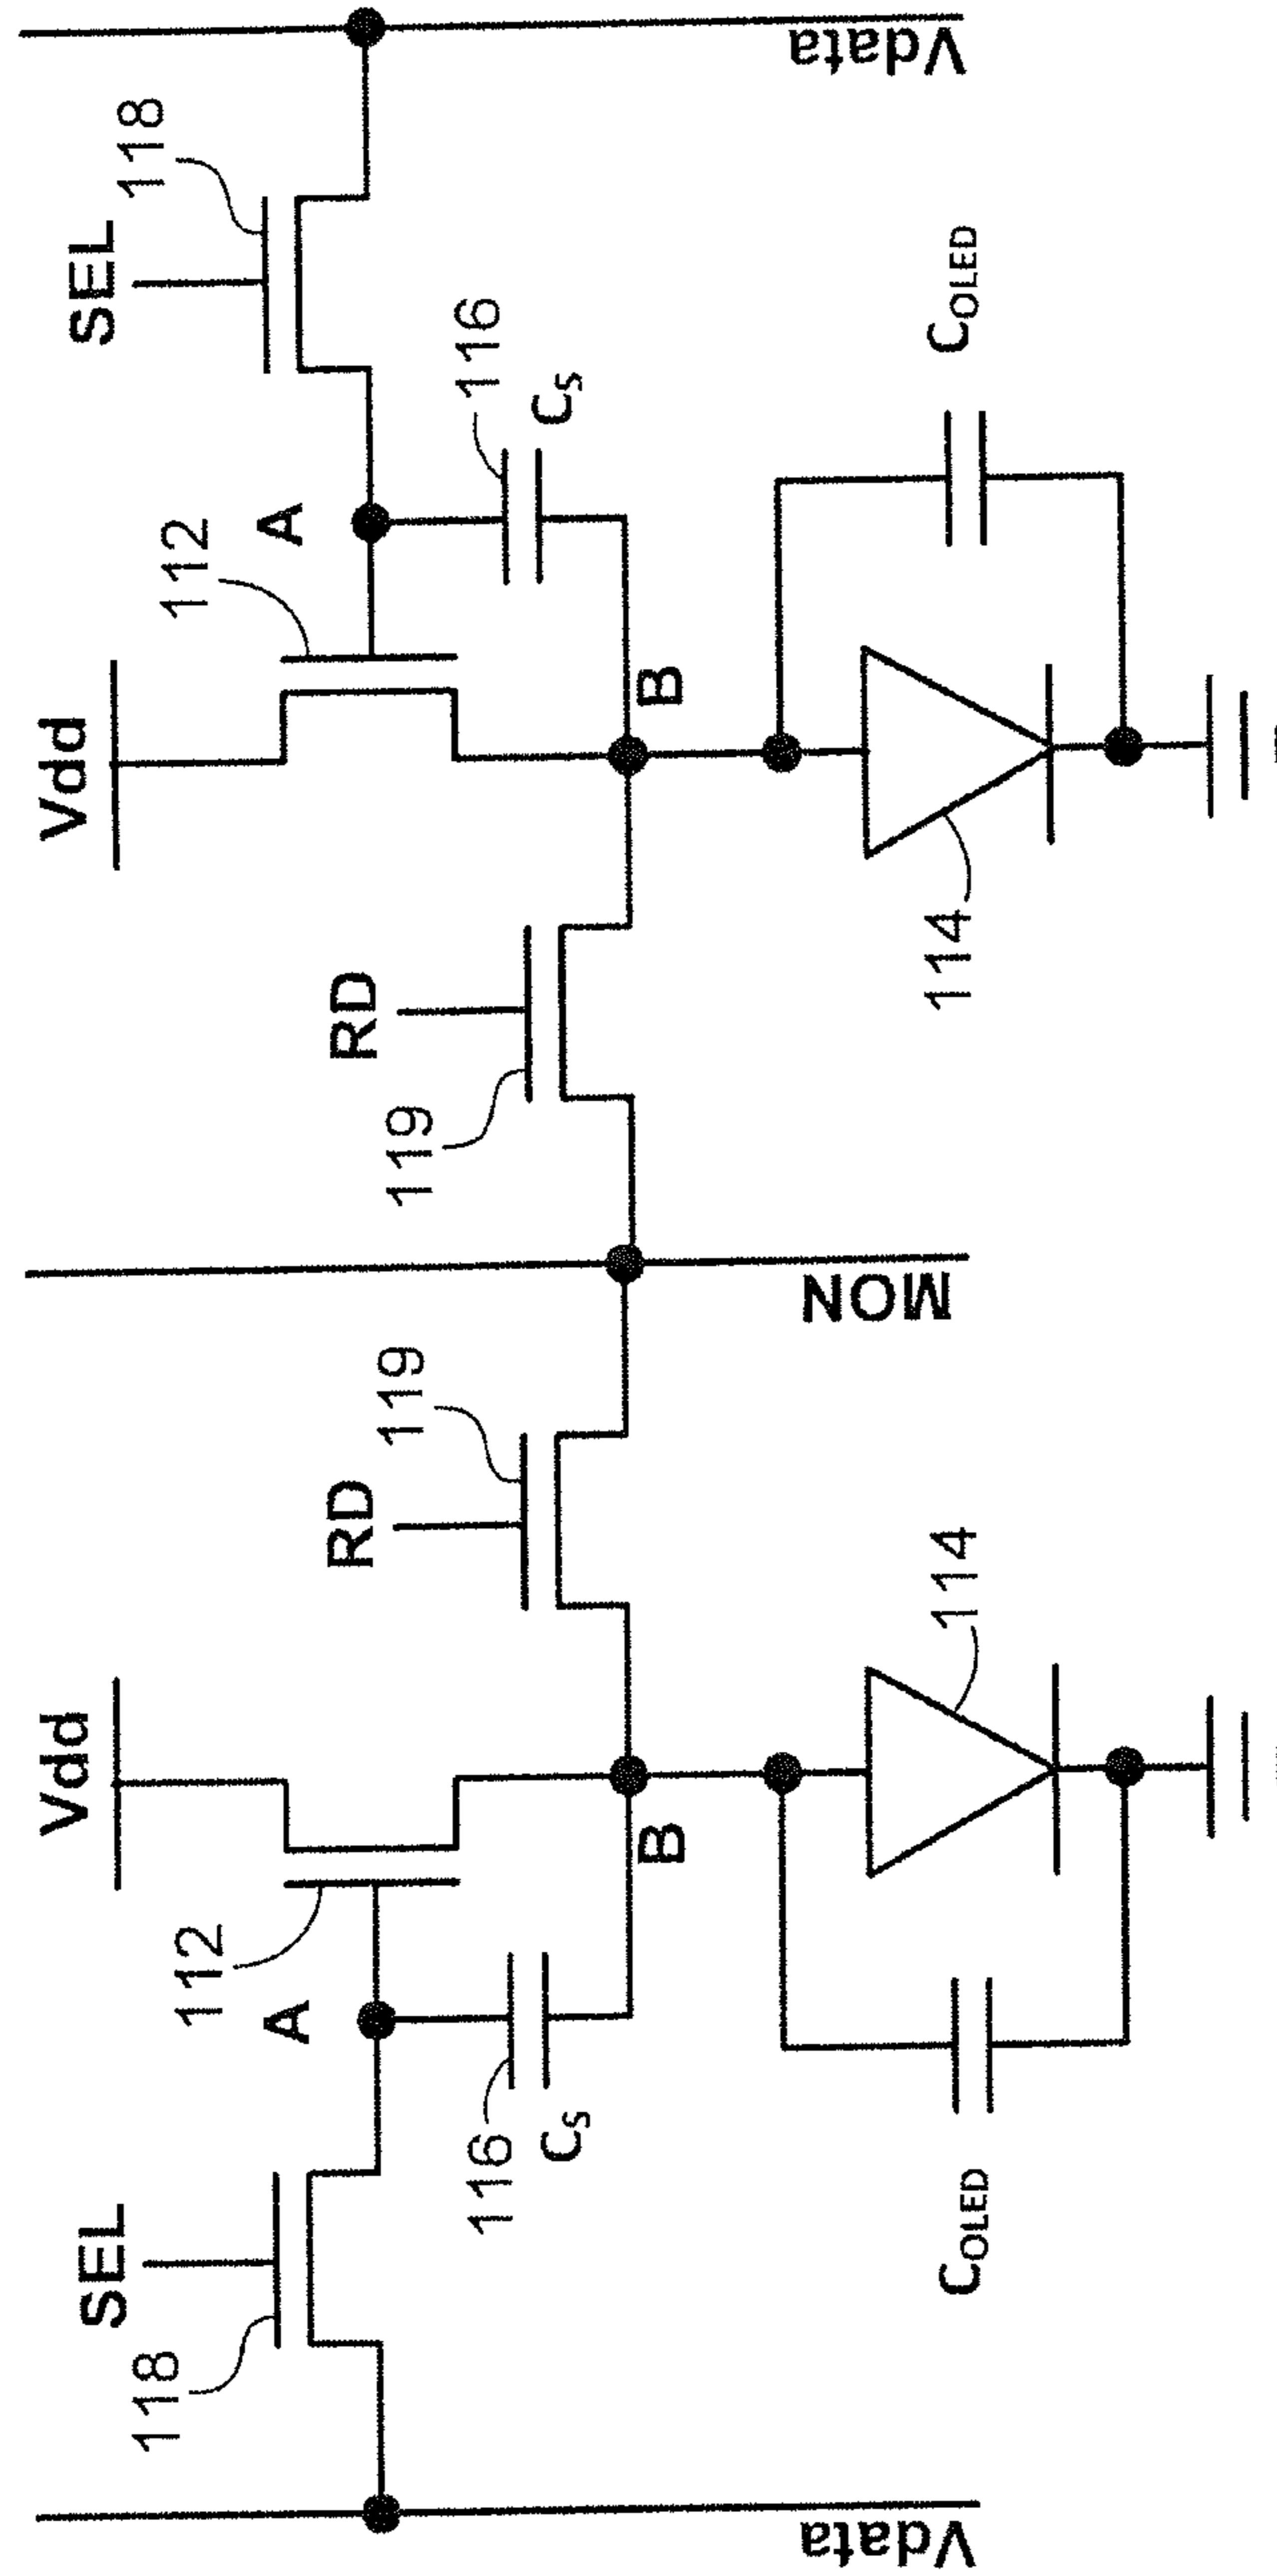 SEL
Vdd
Vdd
SEL
118
112
112
118
A
A
RD
RD
119
119
116
116
Cs
Cs
B
B
Vdata
MON
Vdata
COLED
114
114
COLED